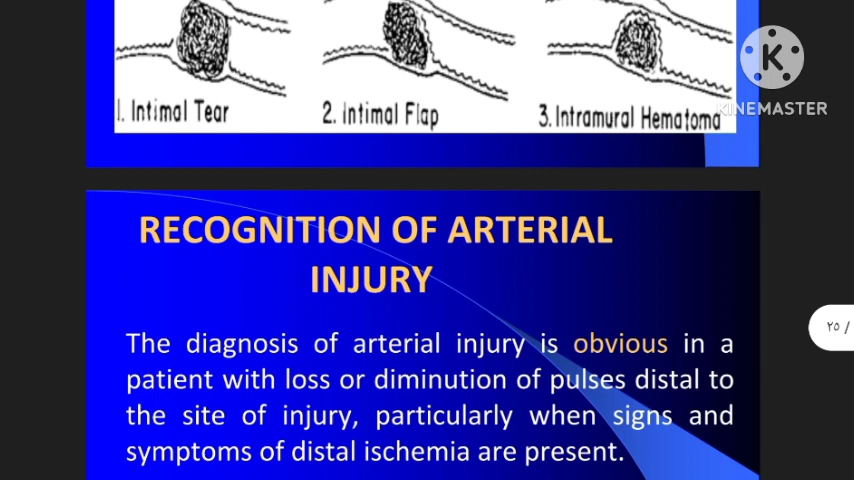 1. Intimal Tear
2. Intimal Flap
3. Intramural Hematoma
K
KINEMASTER
RECOGNITION OF ARTERIAL
INJURY
٢٥ /
The diagnosis of arterial injury is obvious in a
patient with loss or diminution of pulses distal to
the site of injury, particularly when signs and
symptoms of distal ischemia are present.